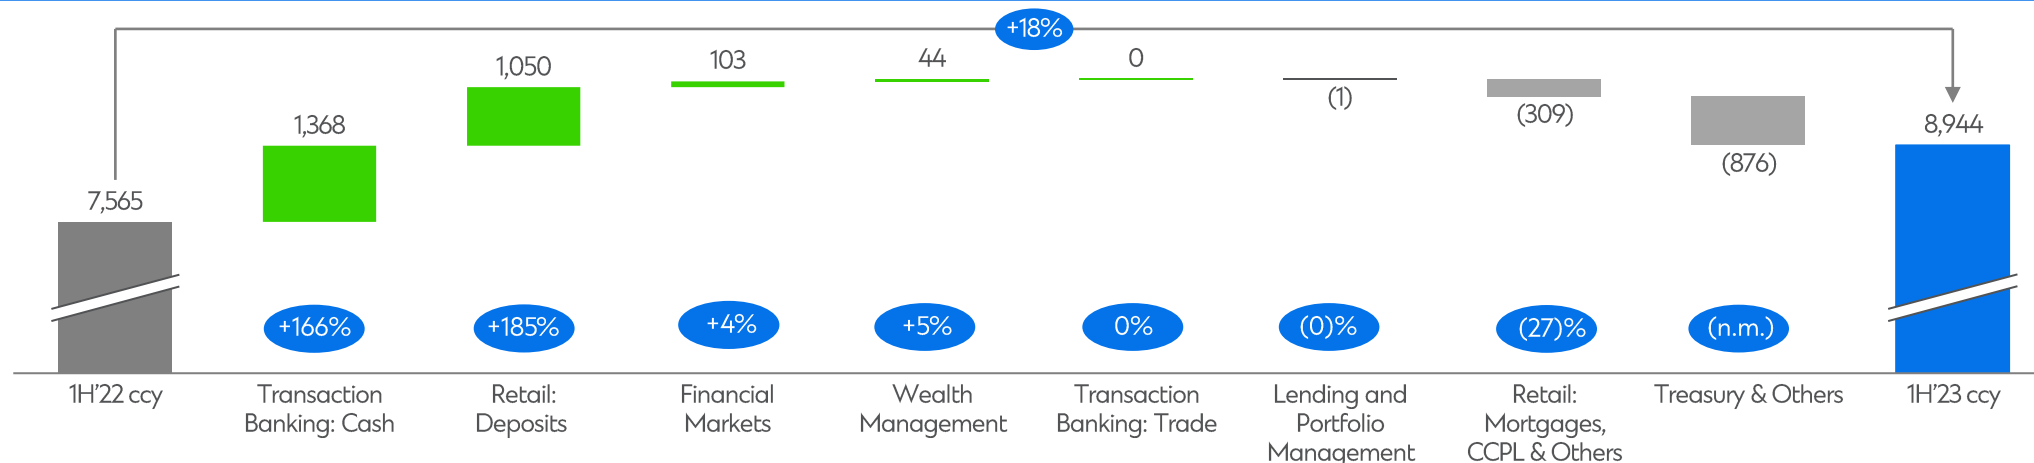 +18%
7,565
1,368
1,050
103
44
0
(1)
(309)
(876)
8,944
+166%
+185%
+4%
+5%
0%
(0)%
(27)%
(n.m.)
1H'22 ccy
Transaction
Banking: Cash
Retail:
Deposits
Financial
Markets
Wealth
Management
Transaction
Banking: Trade
Lending and
Portfolio
Management
Retail:
Mortgages,
CCPL & Others
Treasury & Others
1H'23 ccy